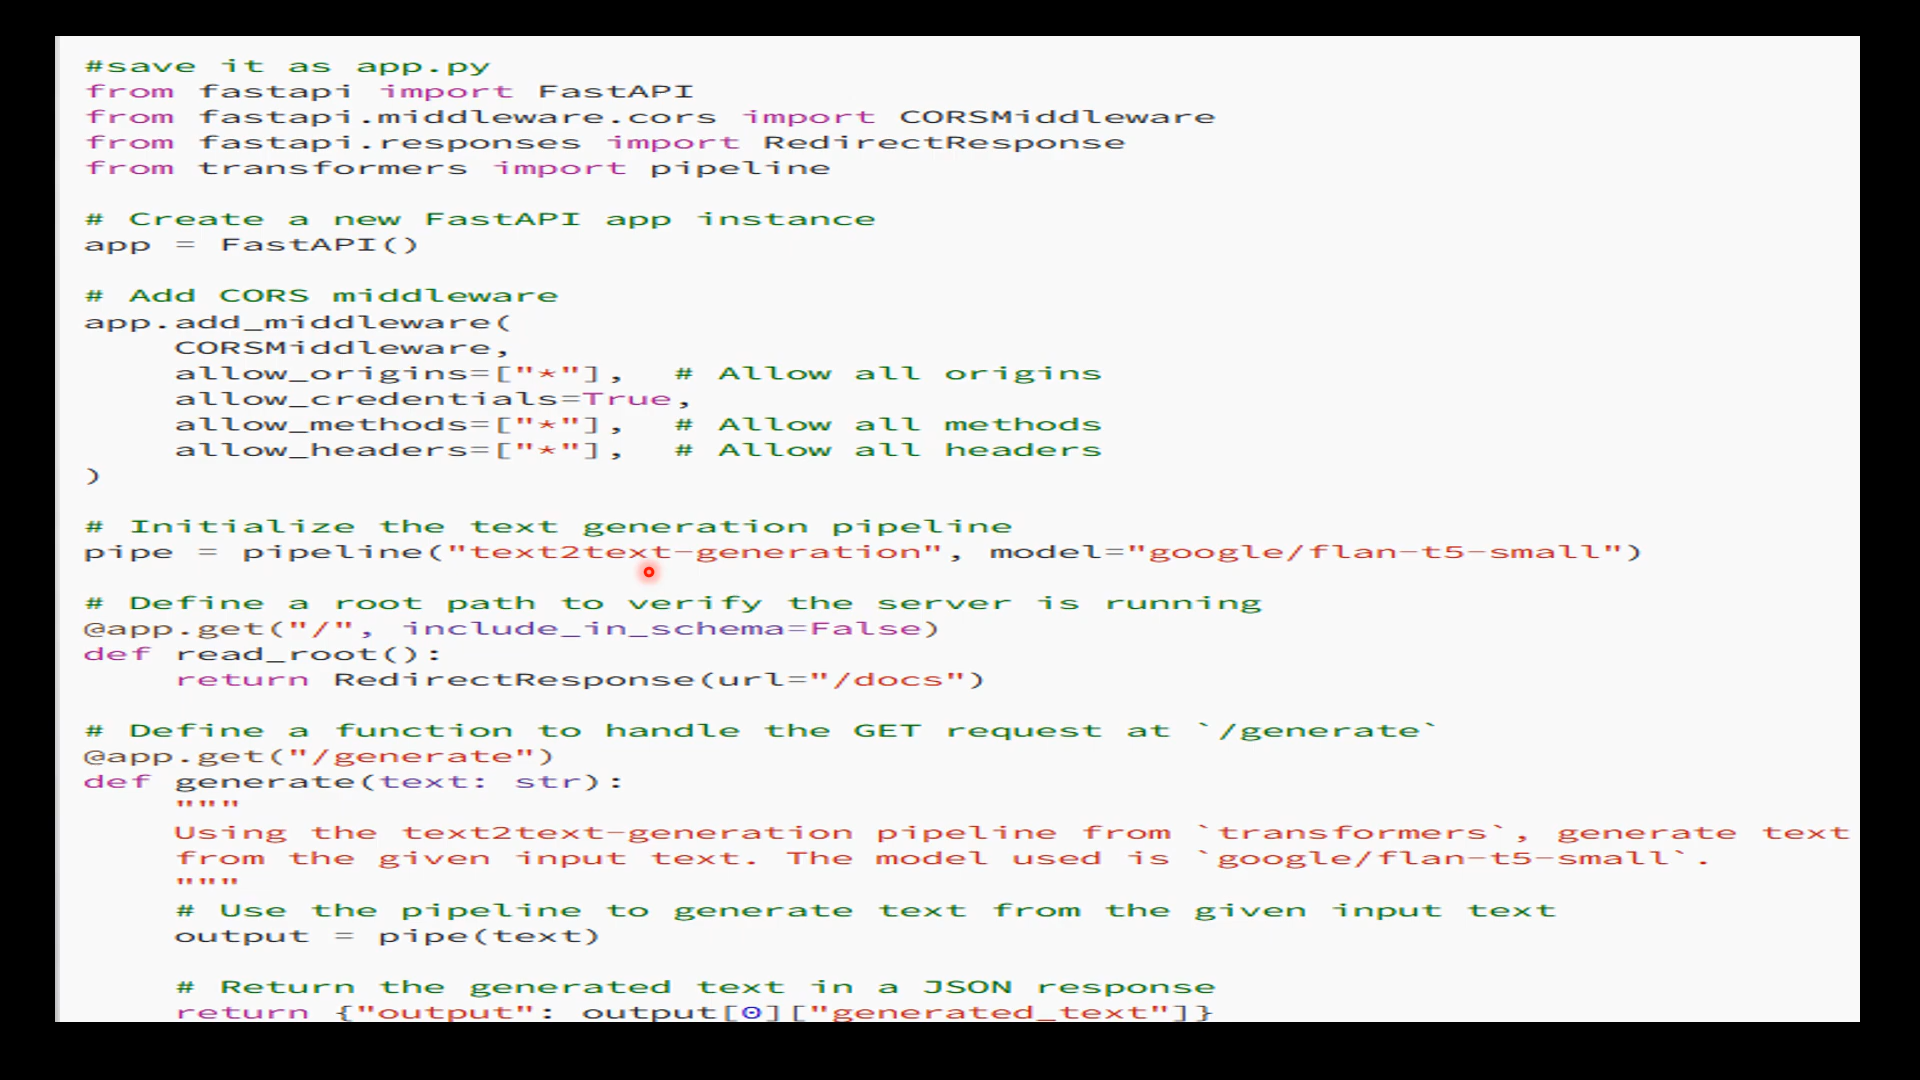 #save it as app.py
from fastapi import FastAPI
from fastapi.middleware.cors import CORSMiddleware
from fastapi.responses import RedirectResponse
from transformers import pipeline

# Create a new FastAPI app instance
app = FastAPI()

# Add CORS middleware
app.add_middleware(
    CORSMiddleware,
    allow_origins=["*"],  # Allow all origins
    allow_credentials=True,
    allow_methods=["*"],  # Allow all methods
    allow_headers=["*"],  # Allow all headers
)

# Initialize the text generation pipeline
pipe = pipeline("text2text-generation", model="google/flan-t5-small")

# Define a root path to verify the server is running
@app.get("/", include_in_schema=False)
def read_root():
    return RedirectResponse(url="/docs")

# Define a function to handle the GET request at `/generate`
@app.get("/generate")
def generate(text: str):
    """
    Using the text2text-generation pipeline from `transformers`, generate text
    from the given input text. The model used is `google/flan-t5-small`.
    """
    # Use the pipeline to generate text from the given input text
    output = pipe(text)

    # Return the generated text in a JSON response
    return {"output": output[0]["generated_text"]}